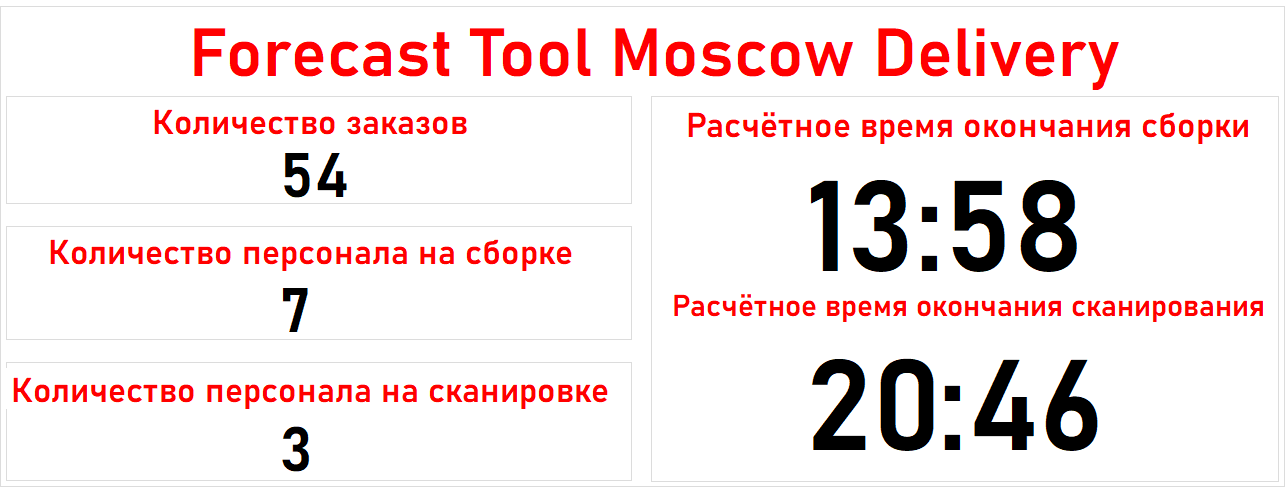 Forecast Tool Moscow Delivery
Количество заказов
54
Количество персонала на сборке
7
Количество персонала на сканировке
3
Расчётное время окончания сборки
13:58
Расчётное время окончания сканирования
20:46